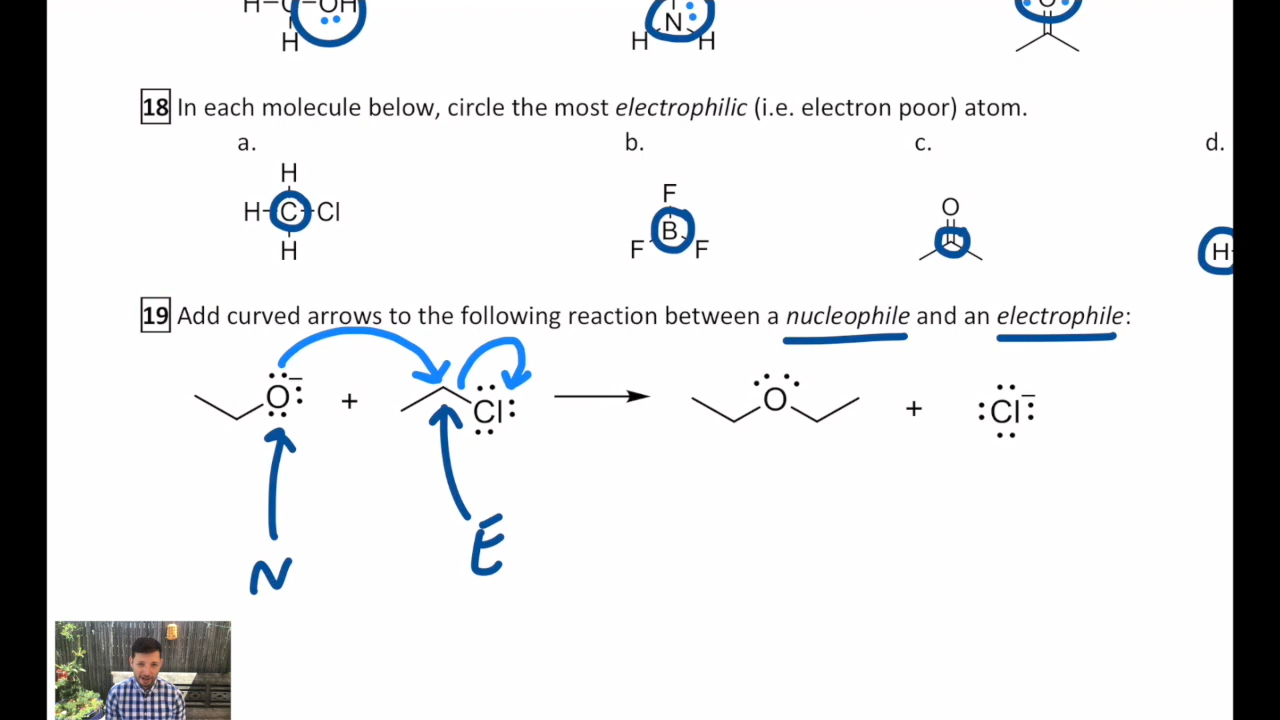 H–C–OH
H
N
H H
O
18 In each molecule below, circle the most electrophilic (i.e. electron poor) atom.
a. b. c. d.
H
H–C–Cl
H
F
B
F F
O
H
19 Add curved arrows to the following reaction between a nucleophile and an electrophile:
O⁻ + Cl O + Cl⁻
N E